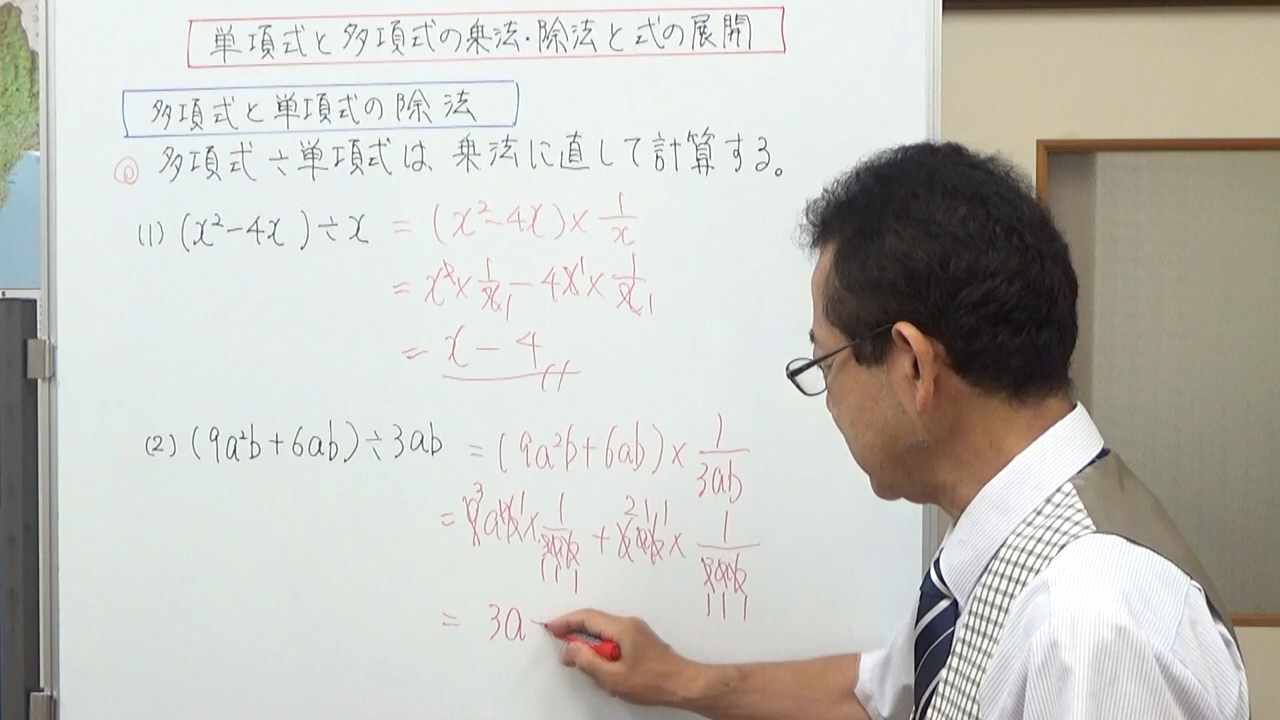 単項式と多項式の乗法・除法と式の展開
多項式と単項式の除法
◎ 多項式÷単項式は 乗法に直して計算する。
(1) (x²-4x)÷x = (x²-4x)×1/x
= x²×1/x-4x×1/x
= x-4
(2) (9a²b+6ab)÷3ab = (9a²b+6ab)×1/3ab
= 9a²b×1/3ab+6ab×1/3ab
= 3a